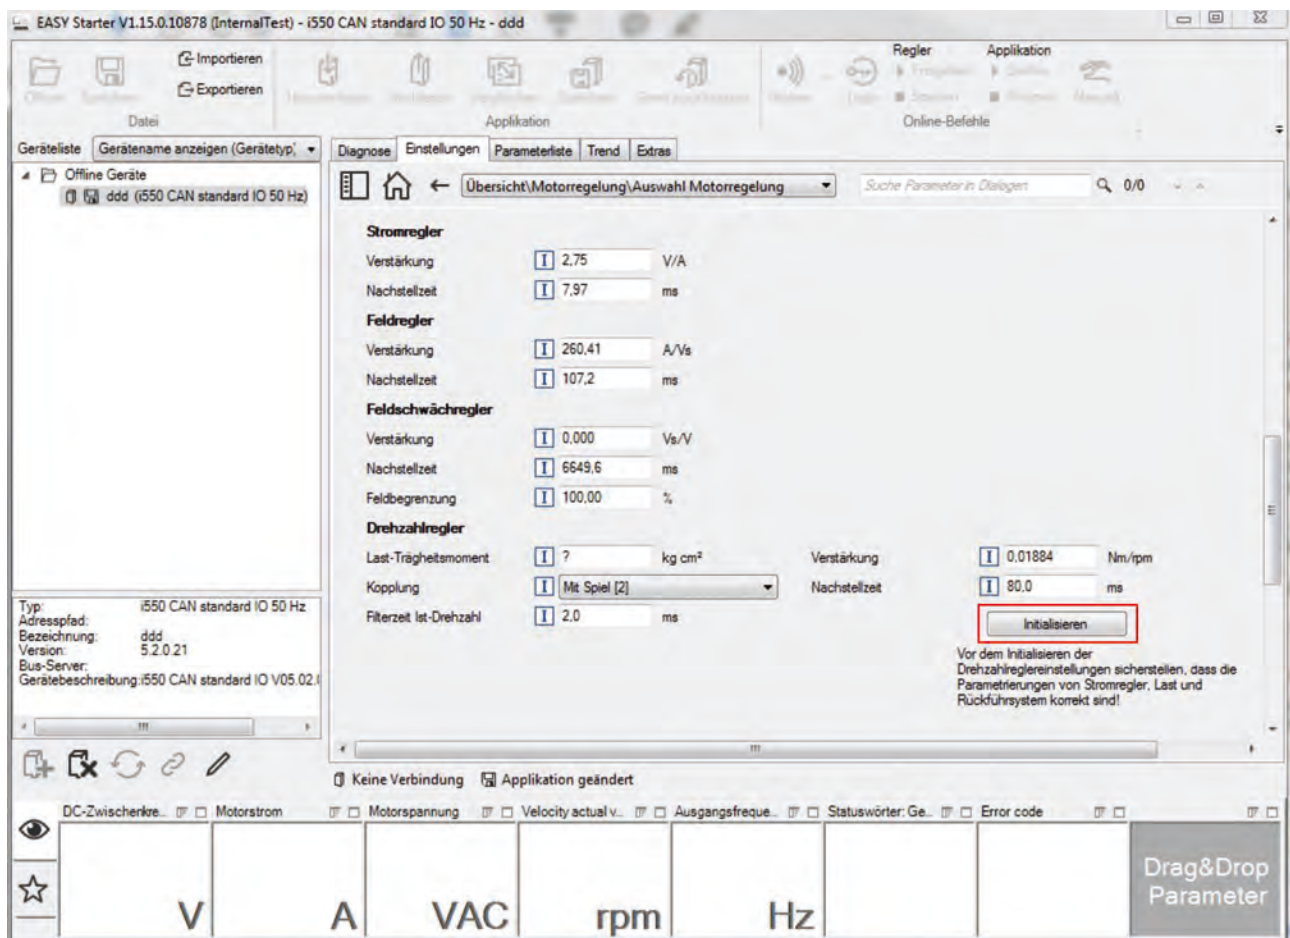 EASY Starter V1.15.0.10878 (InternalTest) - i550 CAN standard IO 50 Hz - ddd
Importieren
Exportieren
Datei
Applikation
Regler
Applikation
Online-Befehle
Geräteliste
Gerätename anzeigen (Gerätetyp)
Offline Geräte
ddd (i550 CAN standard IO 50 Hz)
Diagnose
Einstellungen
Parameterliste
Trend
Extras
Übersicht\Motorregelung\Auswahl Motorregelung
Suche Parameter in Dialogen
0/0
Stromregler
Verstärkung I 2,75 V/A
Nachstellzeit I 7,97 ms
Feldregler
Verstärkung I 260,41 A/Vs
Nachstellzeit I 107,2 ms
Feldschwächregler
Verstärkung I 0,000 Vs/V
Nachstellzeit I 6649,6 ms
Feldbegrenzung I 100,00 %
Drehzahlregler
Last-Trägheitsmoment I ? kg cm² Verstärkung I 0,01884 Nm/rpm
Kopplung I Mit Spiel [2] Nachstellzeit I 80,0 ms
Filterzeit Ist-Drehzahl I 2,0 ms
Initialisieren
Vor dem Initialisieren der
Drehzahlreglereinstellungen sicherstellen, dass die
Parametrierungen von Stromregler, Last und
Rückführsystem korrekt sind!
Typ: i550 CAN standard IO 50 Hz
Adresspfad:
Bezeichnung: ddd
Version: 5.2.0.21
Bus-Server:
Gerätebeschreibung: i550 CAN standard IO V05.02.
Keine Verbindung
Applikation geändert
DC-Zwischenkre...
Motorstrom
Motorspannung
Velocity actual v...
Ausgangsfreque...
Statuswörter: Ge...
Error code
V
A
VAC
rpm
Hz
Drag&Drop
Parameter